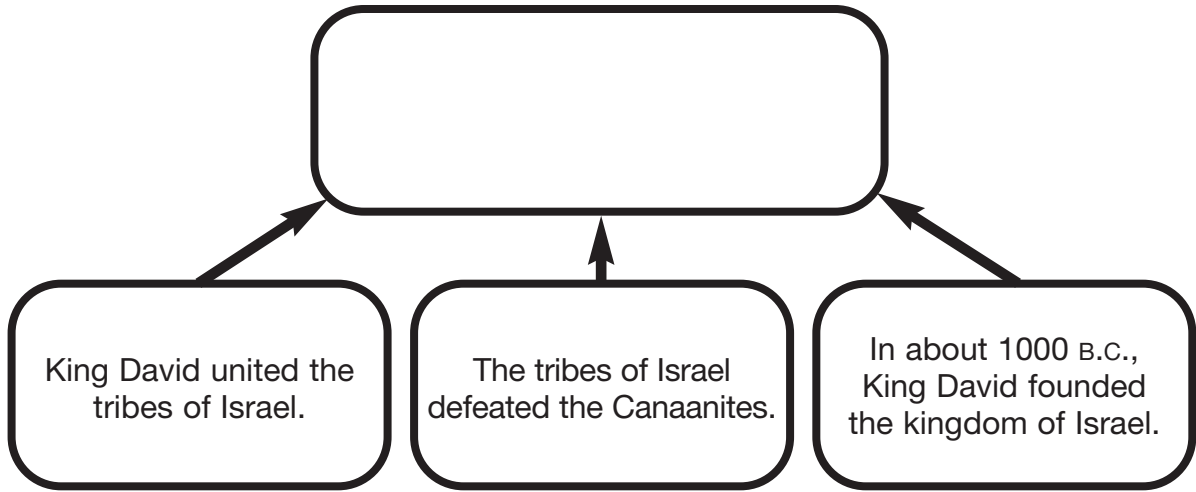 King David united the
tribes of Israel.
The tribes of Israel
defeated the Canaanites.
In about 1000 B.C.,
King David founded
the kingdom of Israel.